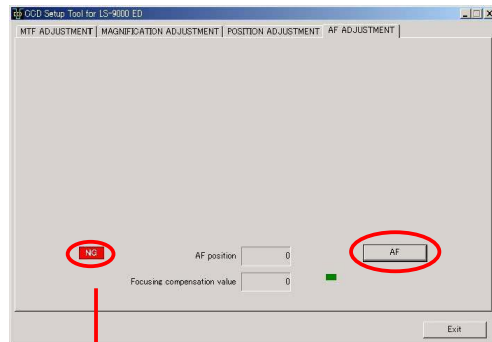 CCD Setup Tool for LS-9000 ED
MTF ADJUSTMENT MAGNIFICATION ADJUSTMENT POSITION ADJUSTMENT AF ADJUSTMENT
NG AF position 0 AF
Focusing compensation value 0
Exit